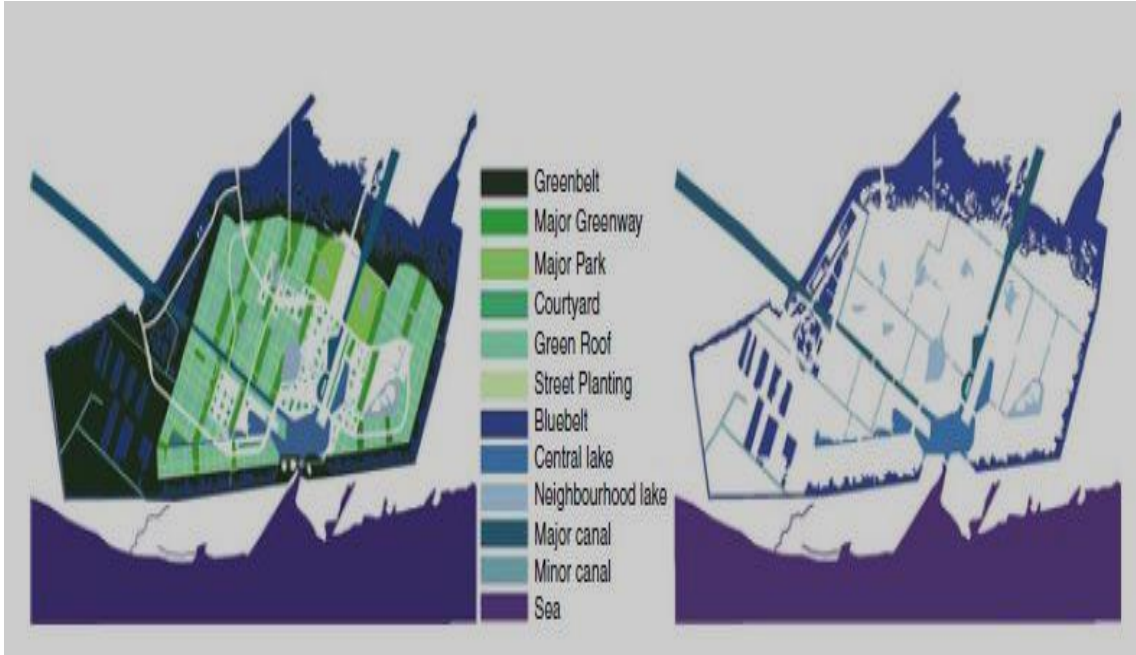 Greenbelt
Major Greenway
Major Park
Courtyard
Green Roof
Street Planting
Bluebelt
Central lake
Neighbourhood lake
Major canal
Minor canal
Sea